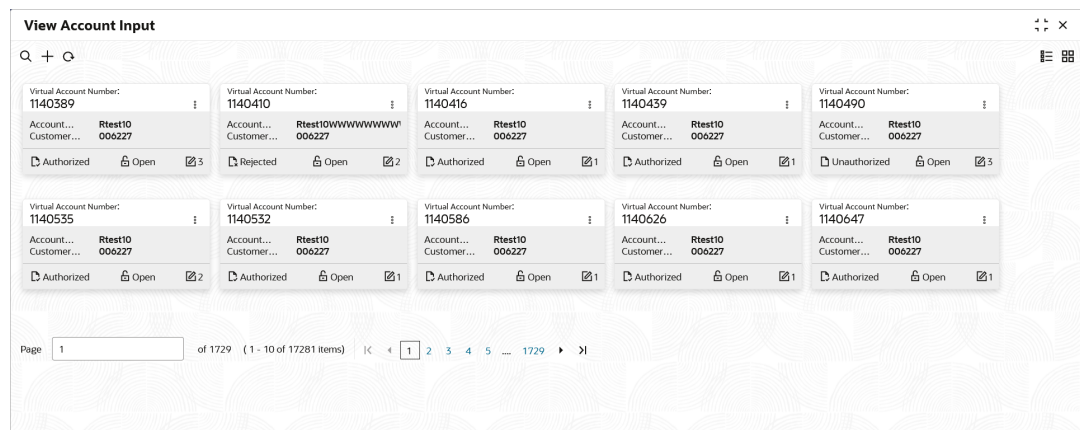 View Account Input
Virtual Account Number:
1140389
Account... Rtest10
Customer... 006227
Authorized Open 3
Virtual Account Number:
1140410
Account... Rtest10WWWWWWWW
Customer... 006227
Rejected Open 2
Virtual Account Number:
1140416
Account... Rtest10
Customer... 006227
Authorized Open 1
Virtual Account Number:
1140439
Account... Rtest10
Customer... 006227
Authorized Open 1
Virtual Account Number:
1140490
Account... Rtest10
Customer... 006227
Unauthorized Open 3
Virtual Account Number:
1140535
Account... Rtest10
Customer... 006227
Authorized Open 2
Virtual Account Number:
1140532
Account... Rtest10
Customer... 006227
Authorized Open 1
Virtual Account Number:
1140586
Account... Rtest10
Customer... 006227
Authorized Open 1
Virtual Account Number:
1140626
Account... Rtest10
Customer... 006227
Authorized Open 1
Virtual Account Number:
1140647
Account... Rtest10
Customer... 006227
Authorized Open 1
Page 1 of 1729 ( 1 - 10 of 17281 items) 1 2 3 4 5 .... 1729